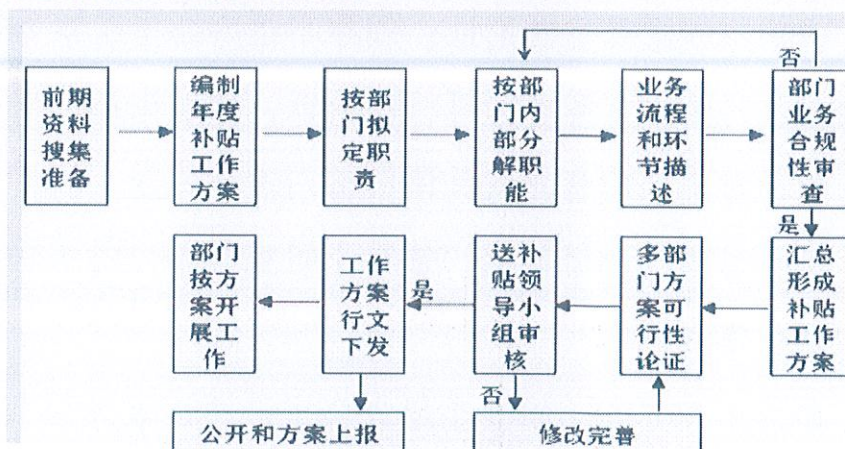 否
前期
资料
搜集
准备
编制
年度
补贴
工作
方案
按部
门拟
定职
责
按部
门内
部分
解职
能
业务
流程
和环
节描
述
部门
业务
合规
性审
查
是
汇总
形成
补贴
工作
方案
多部
门方
案可
行性
论证
送补
贴领
导小
组审
核
是
工作
方案
行文
下发
部门
按方
案开
展工
作
否
公开和方案上报
修改完善